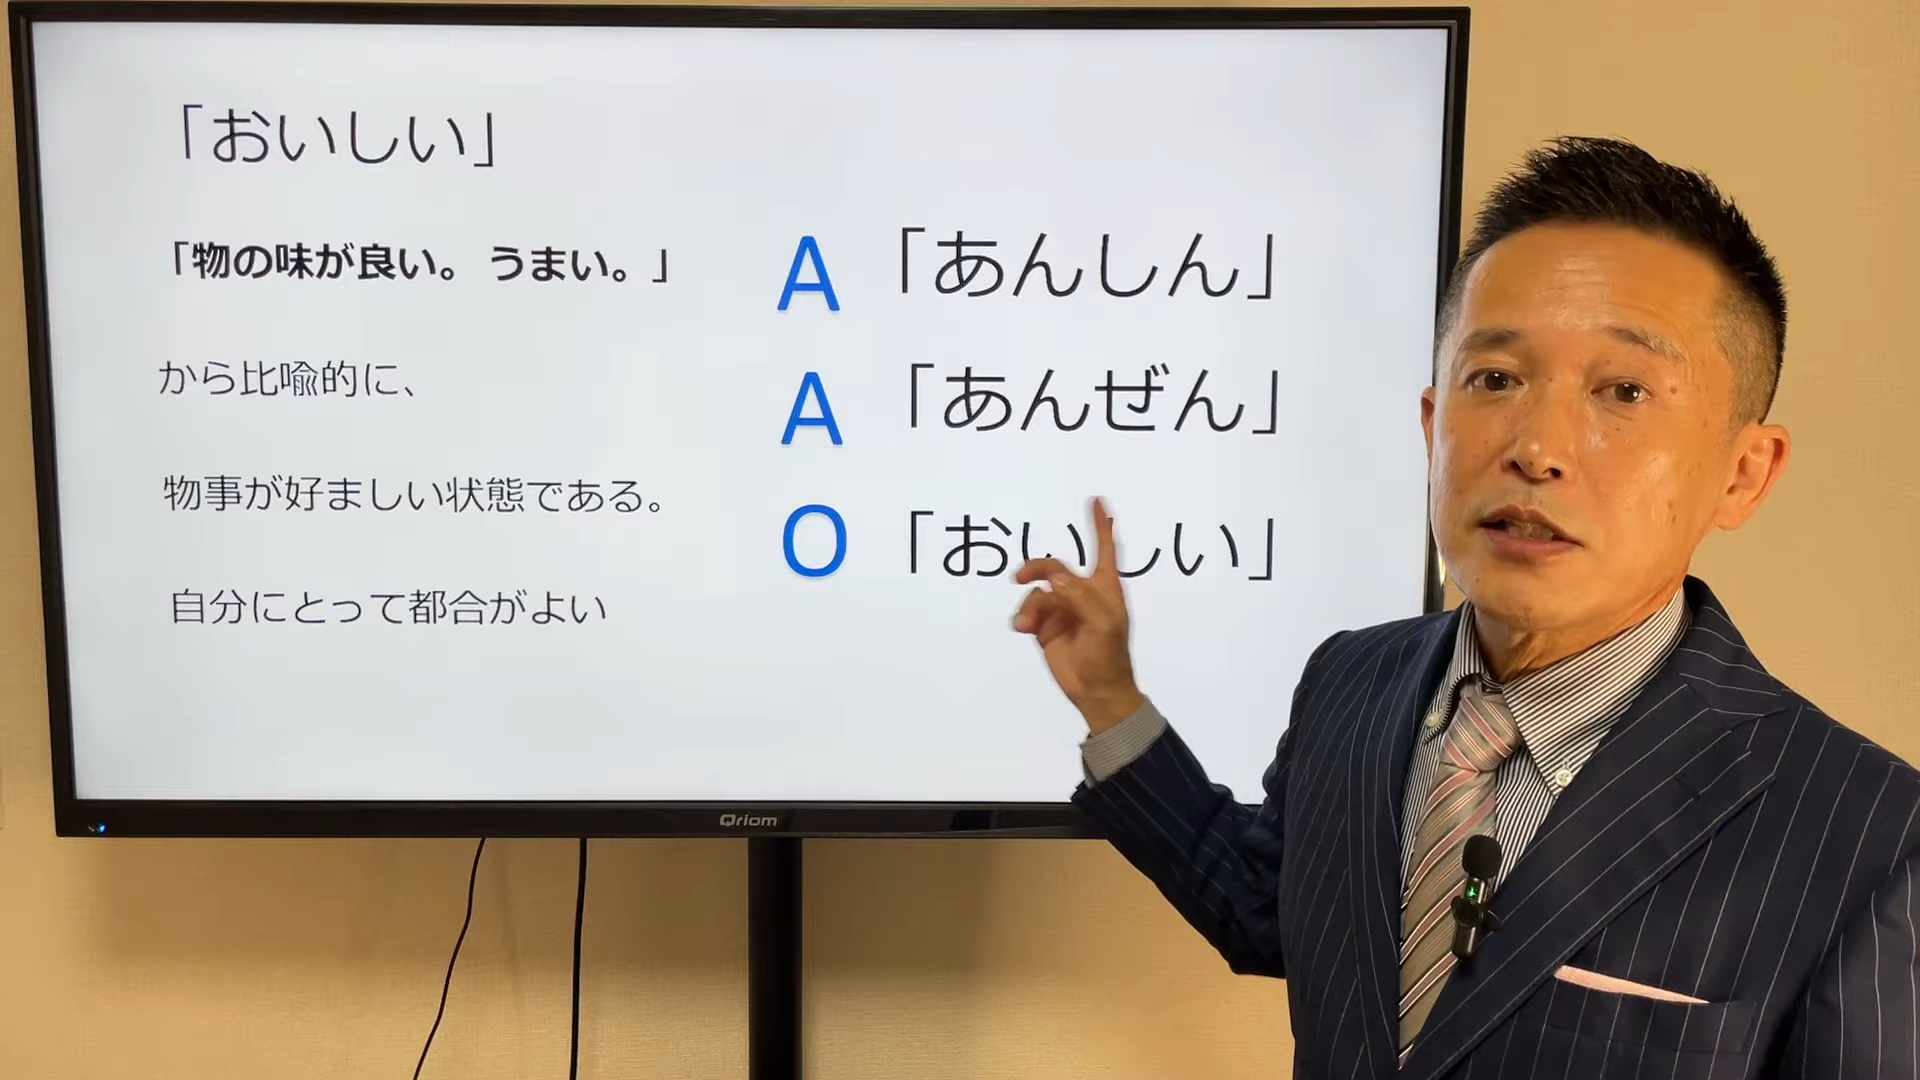 「おいしい」
「物の味が良い。 うまい。」
から比喩的に、
物事が好ましい状態である。
自分にとって都合がよい
A 「あんしん」
A 「あんぜん」
O 「おいしい」
Qriom